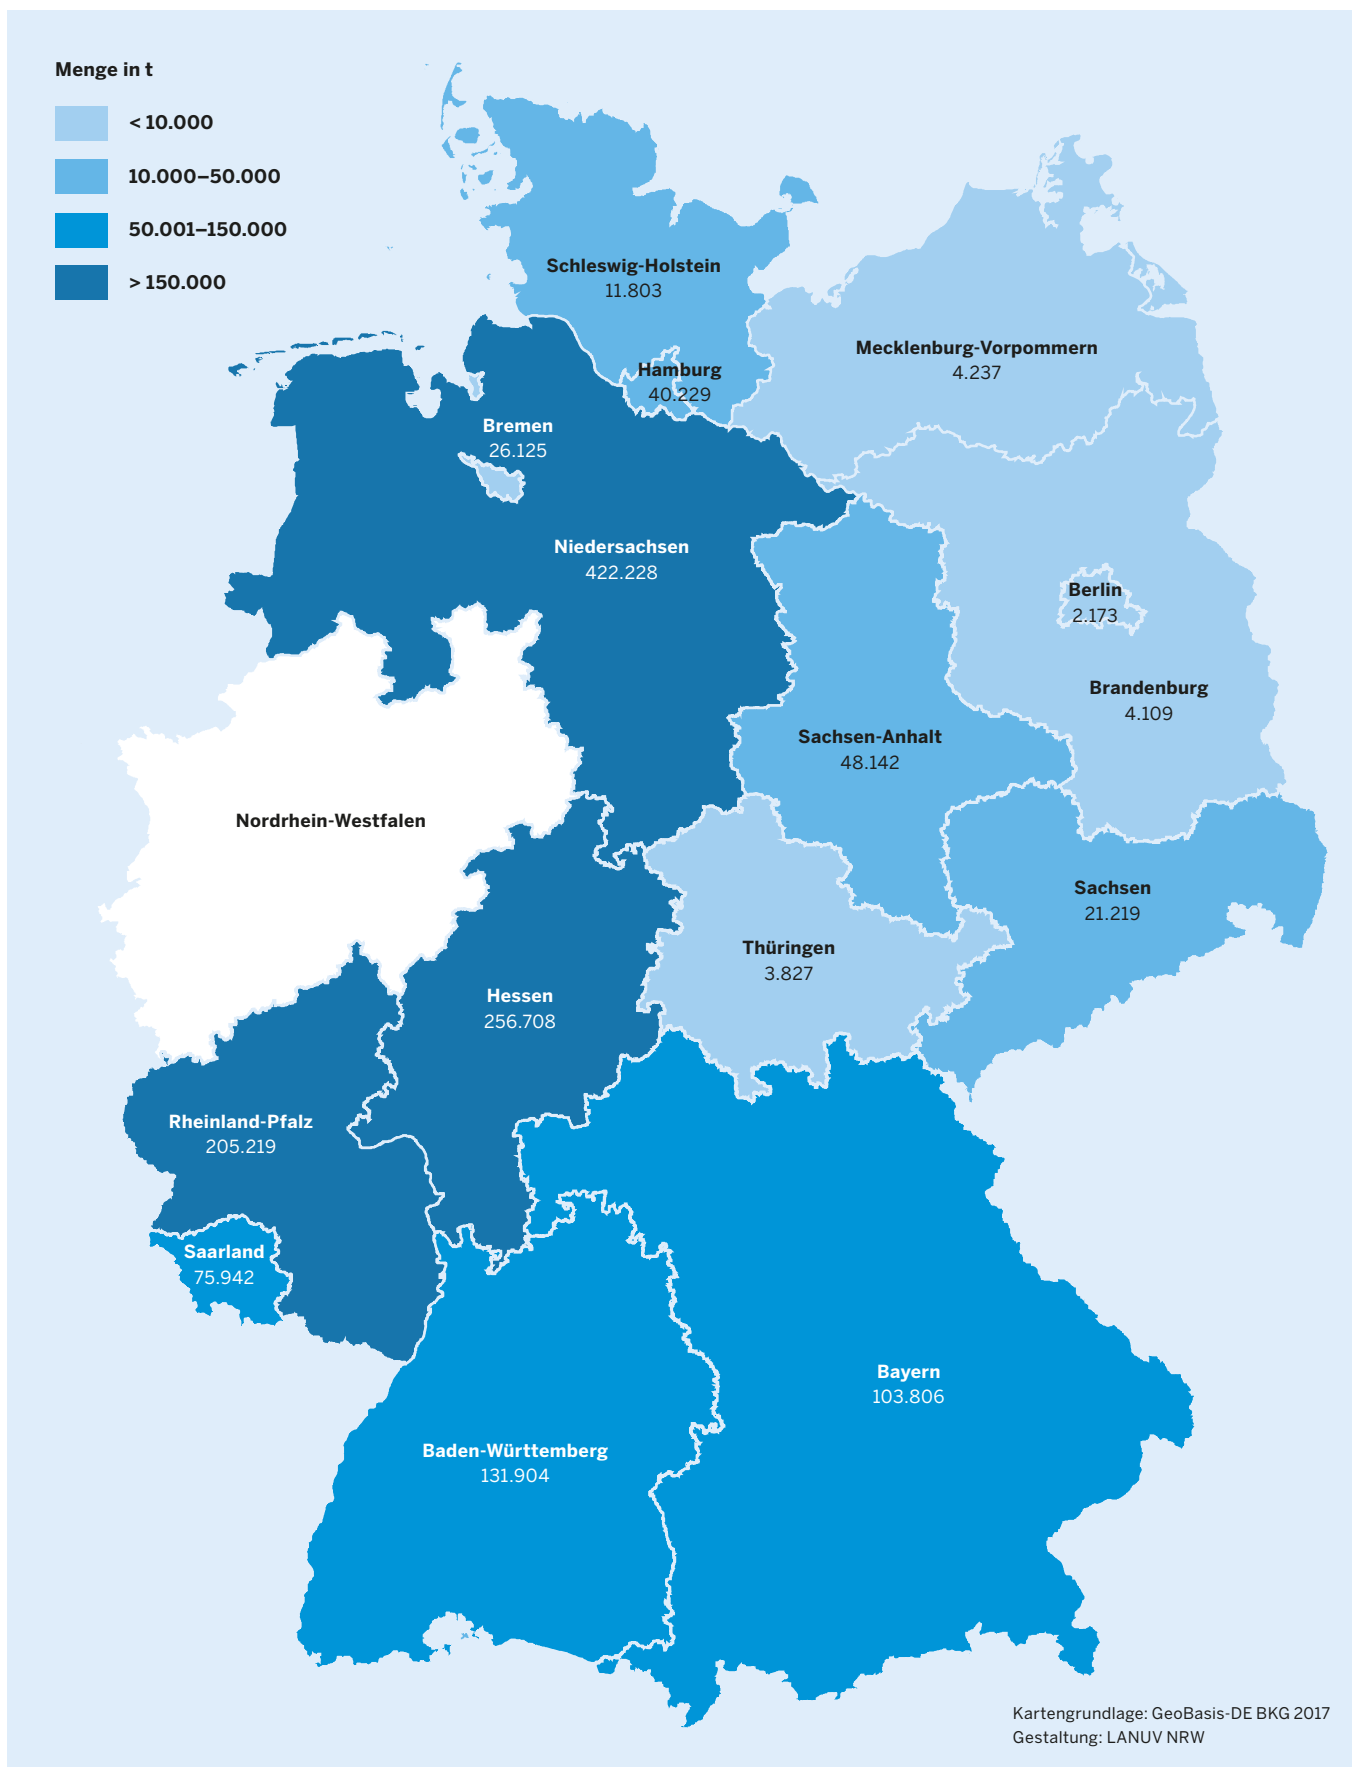 Menge in t
< 10.000
10.000–50.000
50.001–150.000
> 150.000
Schleswig-Holstein
11.803
Mecklenburg-Vorpommern
4.237
Hamburg
40.229
Bremen
26.125
Niedersachsen
422.228
Berlin
2.173
Brandenburg
4.109
Sachsen-Anhalt
48.142
Nordrhein-Westfalen
Sachsen
21.219
Thüringen
3.827
Hessen
256.708
Rheinland-Pfalz
205.219
Saarland
75.942
Bayern
103.806
Baden-Württemberg
131.904
Kartengrundlage: GeoBasis-DE BKG 2017
Gestaltung: LANUV NRW